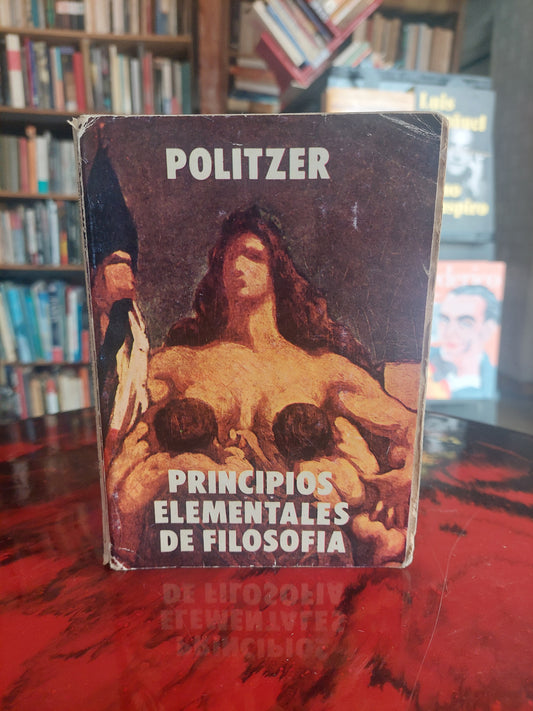 POLITZER
PRINCIPIOS
ELEMENTALES
DE FILOSOFIA
Luis